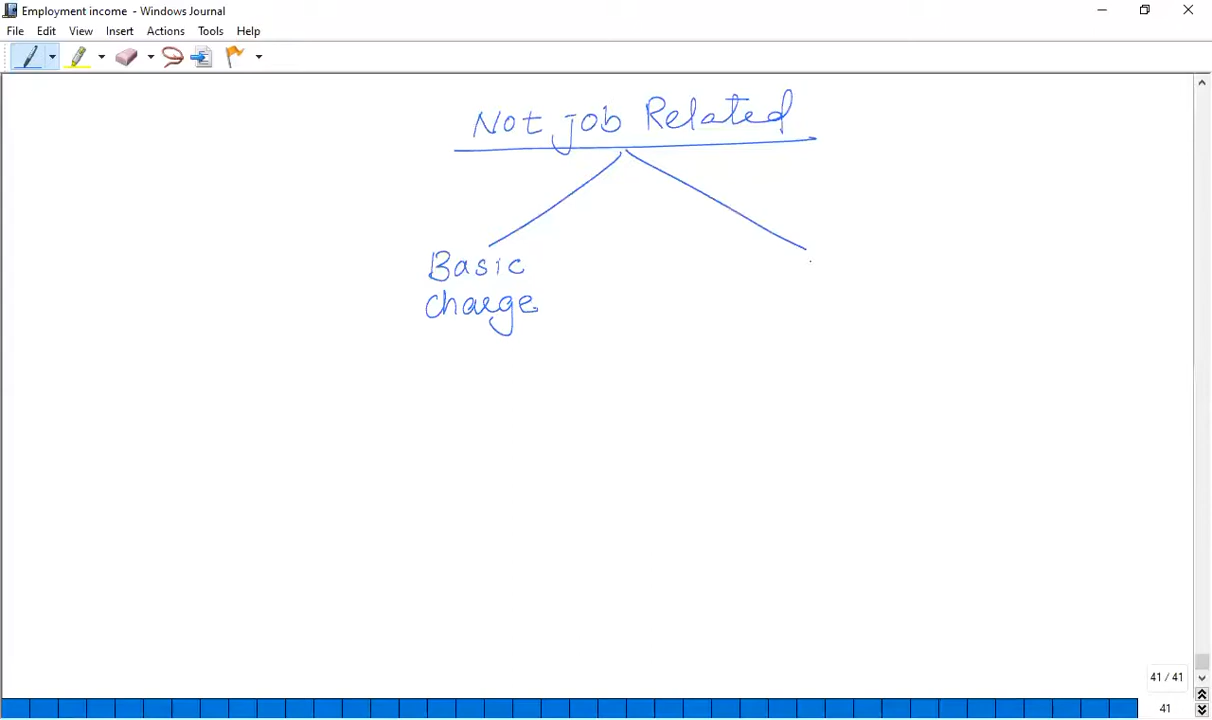 Employment income - Windows Journal
File Edit View Insert Actions Tools Help
Not job Related
Basic
charge
41 / 41
41